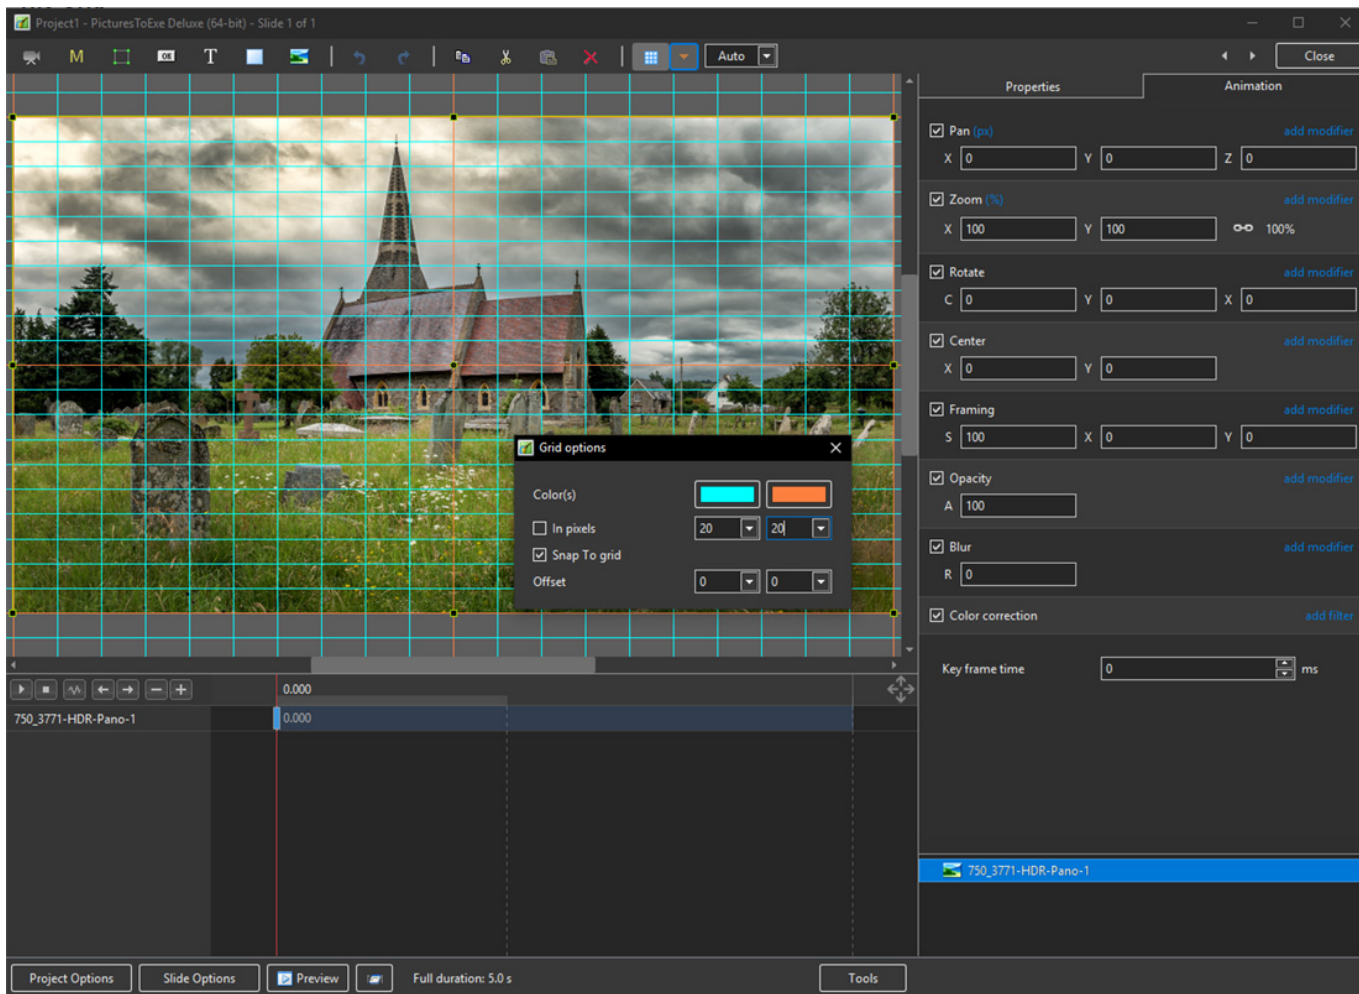 Project1 - PicturesToExe Deluxe (64-bit) - Slide 1 of 1
M OK T Auto Close
Properties Animation
Pan (px) add modifier
X 0 Y 0 Z 0
Zoom (%) add modifier
X 100 Y 100 100%
Rotate add modifier
C 0 Y 0 X 0
Center add modifier
X 0 Y 0
Framing add modifier
S 100 X 0 Y 0
Opacity add modifier
A 100
Blur add modifier
R 0
Color correction add filter
Key frame time 0 ms
Grid options
Color(s)
In pixels 20 20
Snap To grid
Offset 0 0
0.000
750_3771-HDR-Pano-1 0.000
750_3771-HDR-Pano-1
Project Options Slide Options Preview Full duration: 5.0 s Tools